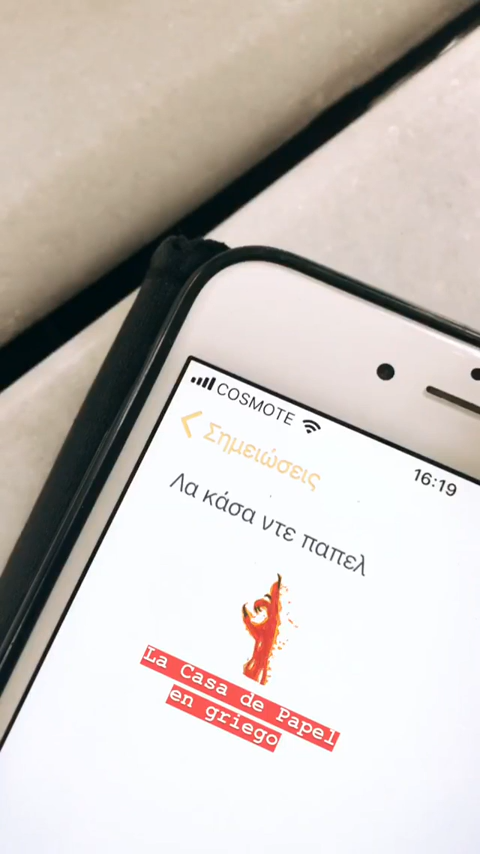 COSMOTE
16:19
Σημειώσεις
Λα κάσα ντε παπελ
La Casa de Papel
en griego